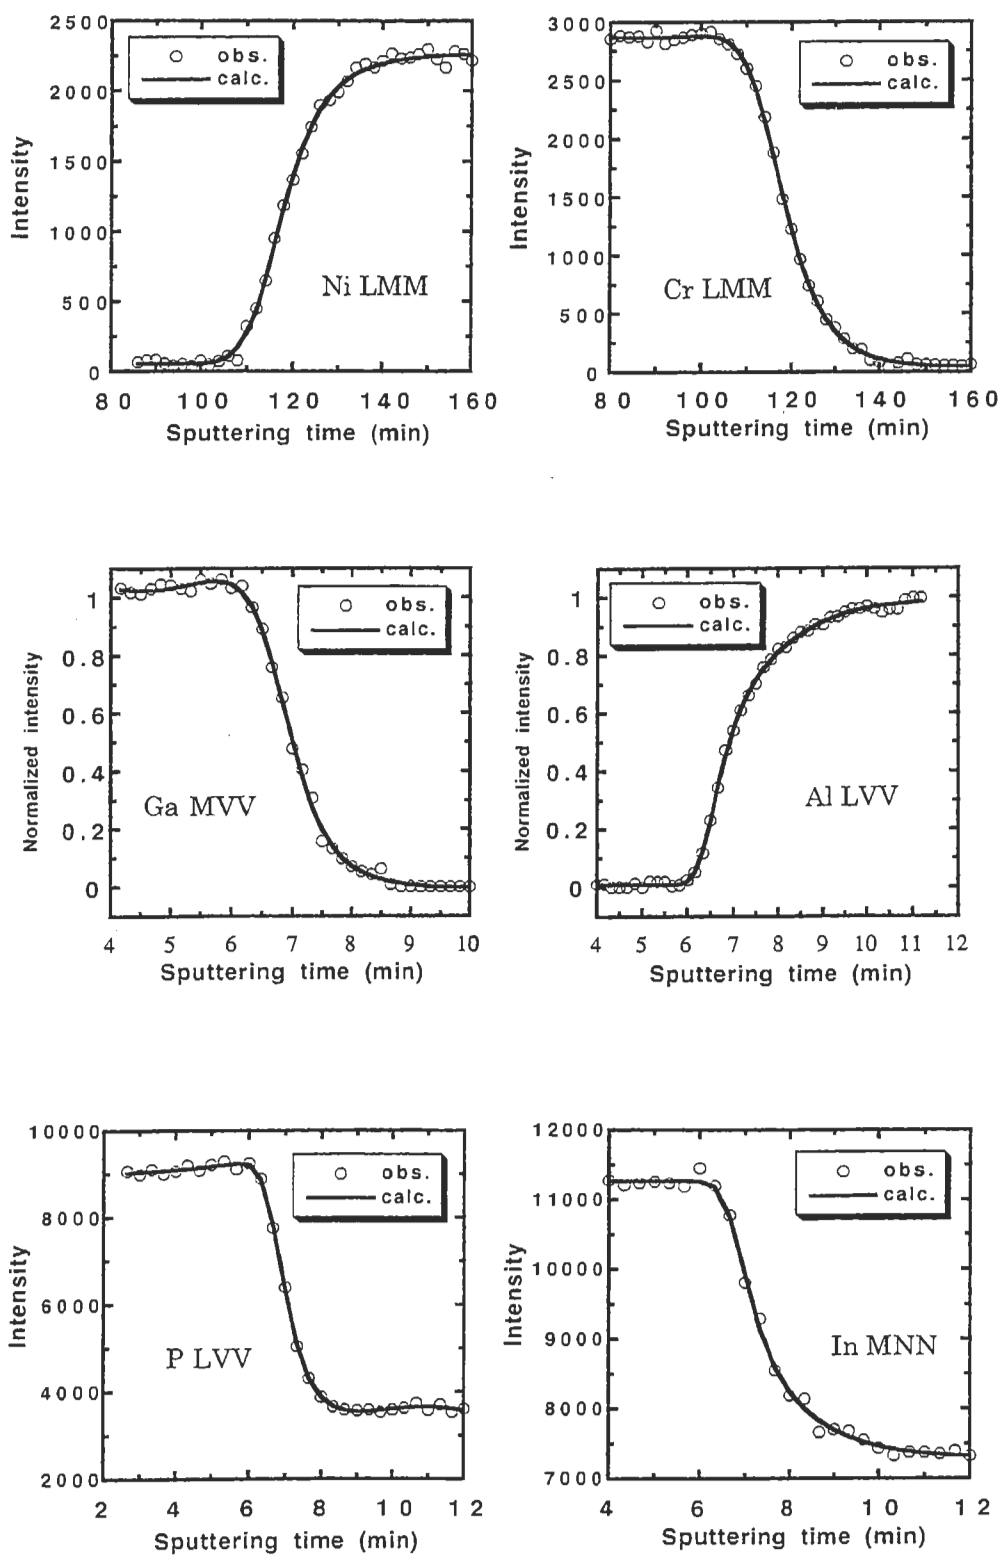 2500
2000
1500
1000
500
0
Intensity
obs.
calc.
Ni LMM
80 100 120 140 160
Sputtering time (min)
3000
2500
2000
1500
1000
500
0
Intensity
obs.
calc.
Cr LMM
80 100 120 140 160
Sputtering time (min)
1
0.8
0.6
0.4
0.2
0
Normalized intensity
obs.
calc.
Ga MVV
4 5 6 7 8 9 10
Sputtering time (min)
1
0.8
0.6
0.4
0.2
0
Normalized intensity
obs.
calc.
Al LVV
4 5 6 7 8 9 10 11 12
Sputtering time (min)
10000
8000
6000
4000
2000
Intensity
obs.
calc.
P LVV
2 4 6 8 10 12
Sputtering time (min)
12000
11000
10000
9000
8000
7000
Intensity
obs.
calc.
In MNN
4 6 8 10 12
Sputtering time (min)